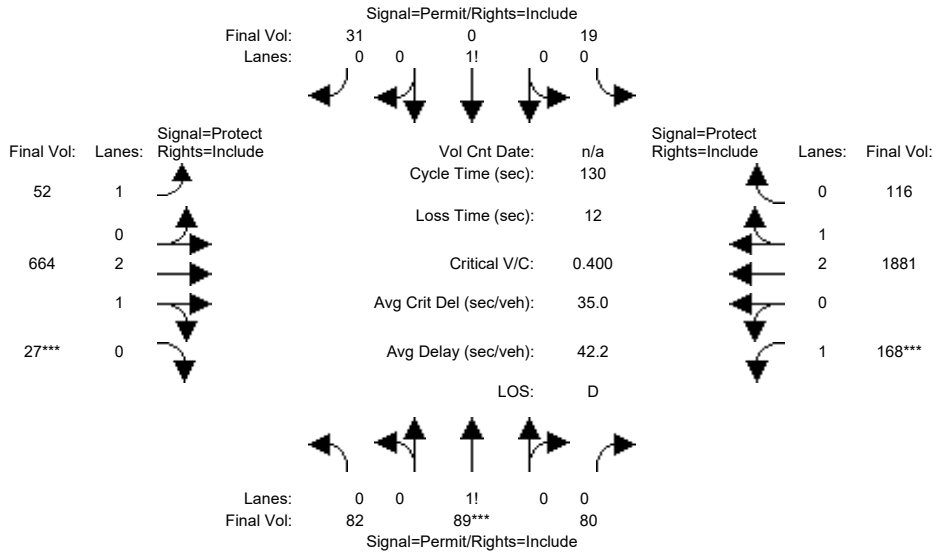 Signal=Permit/Rights=Include
Final Vol: 31 0 19
Lanes: 0 0 1! 0 0
Signal=Protect Signal=Protect
Final Vol: Lanes: Rights=Include Vol Cnt Date: n/a Rights=Include Lanes: Final Vol:
Cycle Time (sec): 130
52 1 0 116
Loss Time (sec): 12
0 1
664 2 Critical V/C: 0.400 2 1881
1 Avg Crit Del (sec/veh): 35.0 0
27*** 0 Avg Delay (sec/veh): 42.2 1 168***
LOS: D
Lanes: 0 0 1! 0 0
Final Vol: 82 89*** 80
Signal=Permit/Rights=Include